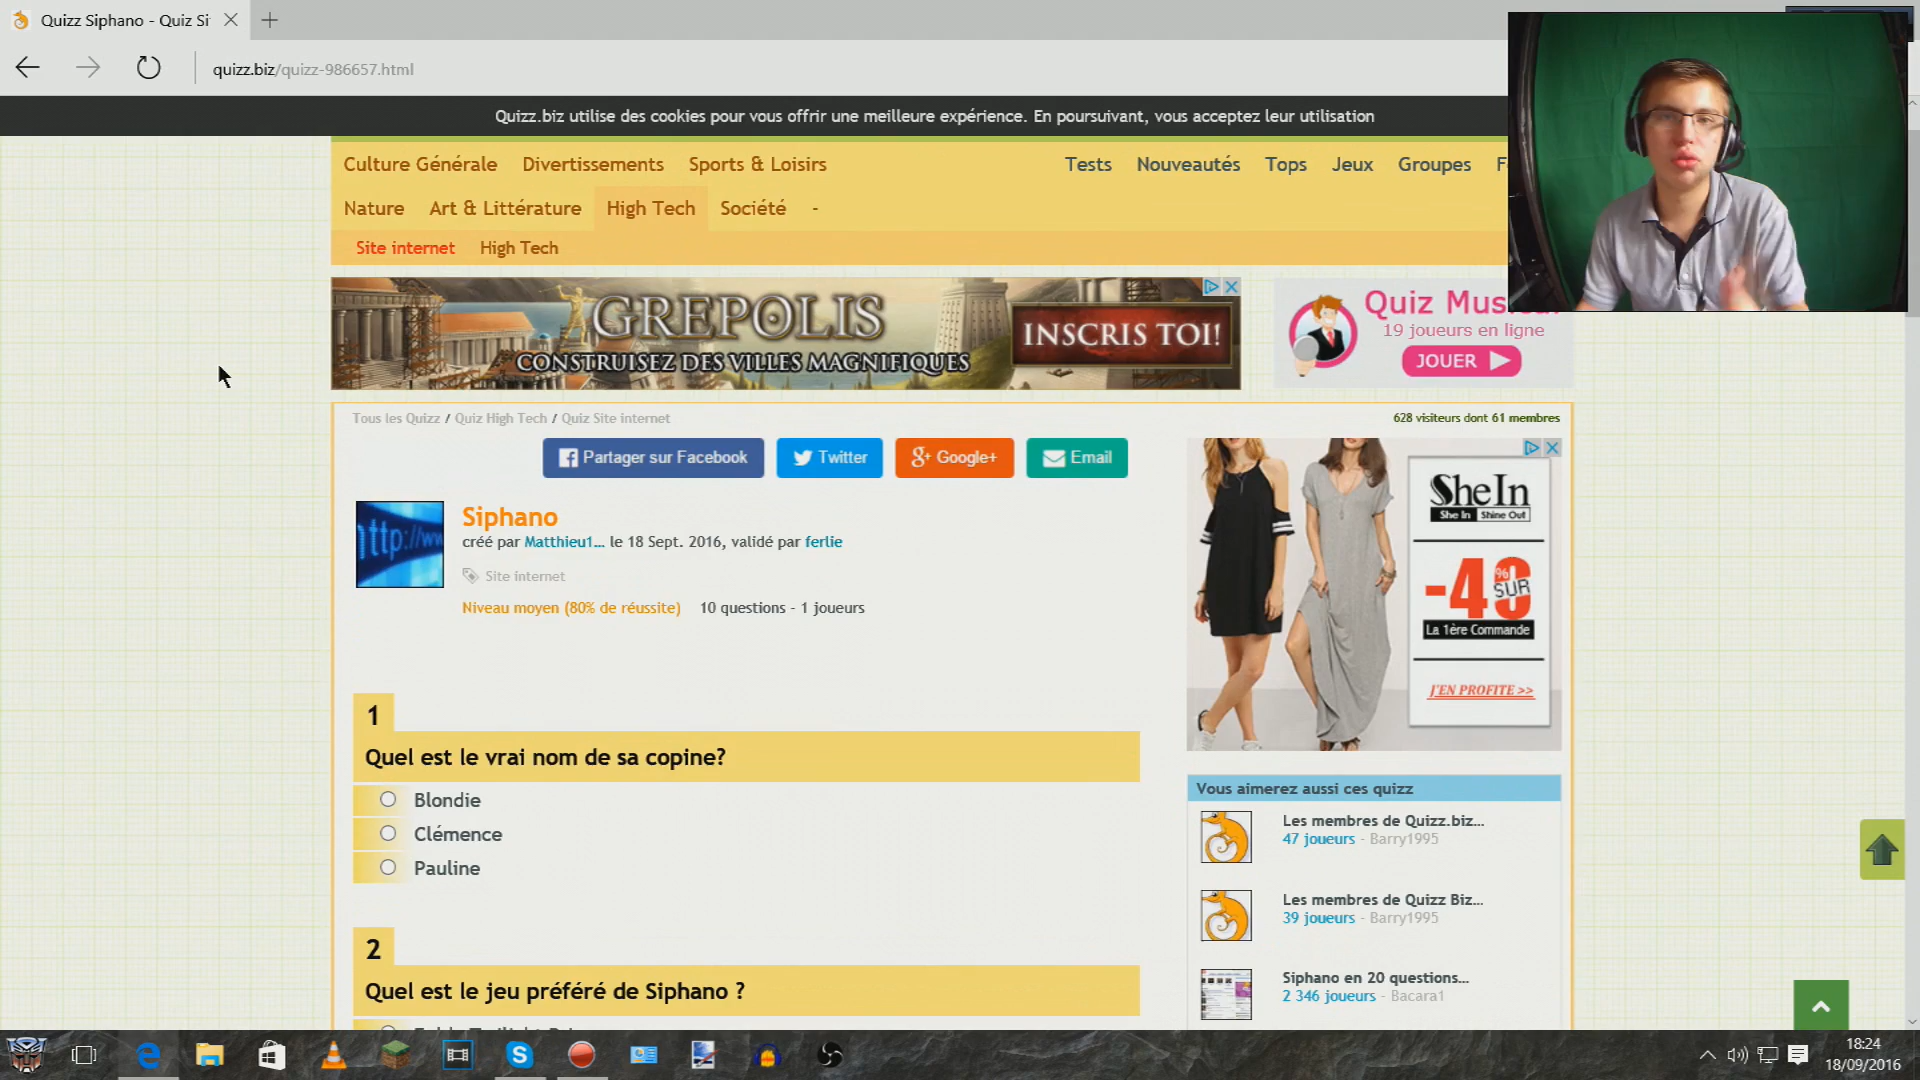 Quizz Siphano - Quiz Si
quizz.biz/quizz-986657.html
Quizz.biz utilise des cookies pour vous offrir une meilleure expérience. En poursuivant, vous acceptez leur utilisation
Culture Générale Divertissements Sports & Loisirs
Tests Nouveautés Tops Jeux Groupes
Nature Art & Littérature High Tech Société -
Site internet High Tech
GREPOLIS
CONSTRUISEZ DES VILLES MAGNIFIQUES
INSCRIS TOI!
Quiz Mus
19 joueurs en ligne
JOUER
Tous les Quizz / Quiz High Tech / Quiz Site internet
628 visiteurs dont 61 membres
Partager sur Facebook
Twitter
Google+
Email
http://ww
Siphano
créé par Matthieu1... le 18 Sept. 2016, validé par ferlie
Site internet
Niveau moyen (80% de réussite) 10 questions - 1 joueurs
SheIn
She In Shine Out
-40% SUR
La 1ère Commande
J'EN PROFITE >>
1
Quel est le vrai nom de sa copine?
Blondie
Clémence
Pauline
2
Quel est le jeu préféré de Siphano ?
Vous aimerez aussi ces quizz
Les membres de Quizz.biz...
47 joueurs - Barry1995
Les membres de Quizz Biz...
39 joueurs - Barry1995
Siphano en 20 questions...
2 346 joueurs - Bacara1
18:24
18/09/2016